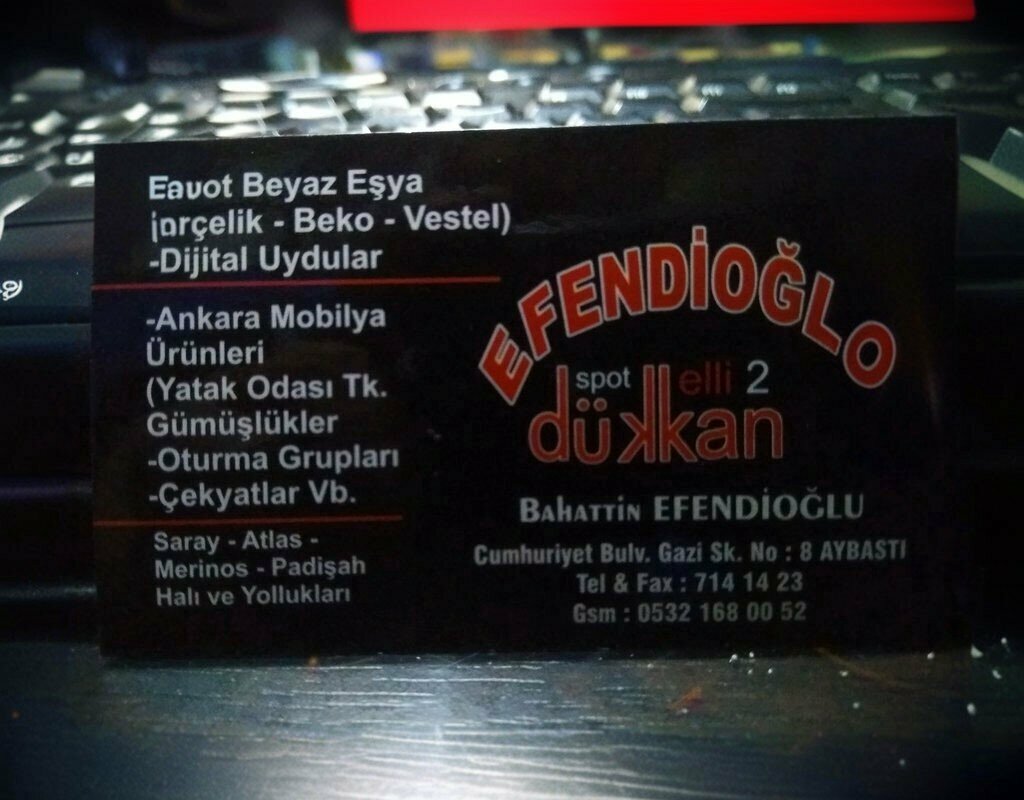 Eauot Beyaz Eşya
(arçelik - Beko - Vestel)
-Dijital Uydular
-Ankara Mobilya
Ürünleri
(Yatak Odası Tk.
Gümüşlükler
-Oturma Grupları
-Çekyatlar Vb.
Saray - Atlas -
Merinos - Padişah
Halı ve Yollukları
EFENDİOĞLO
spot elli 2
dükkan
BAHATTİN EFENDİOĞLU
Cumhuriyet Bulv. Gazi Sk. No : 8 AYBASTI
Tel & Fax : 714 14 23
Gsm : 0532 168 00 52